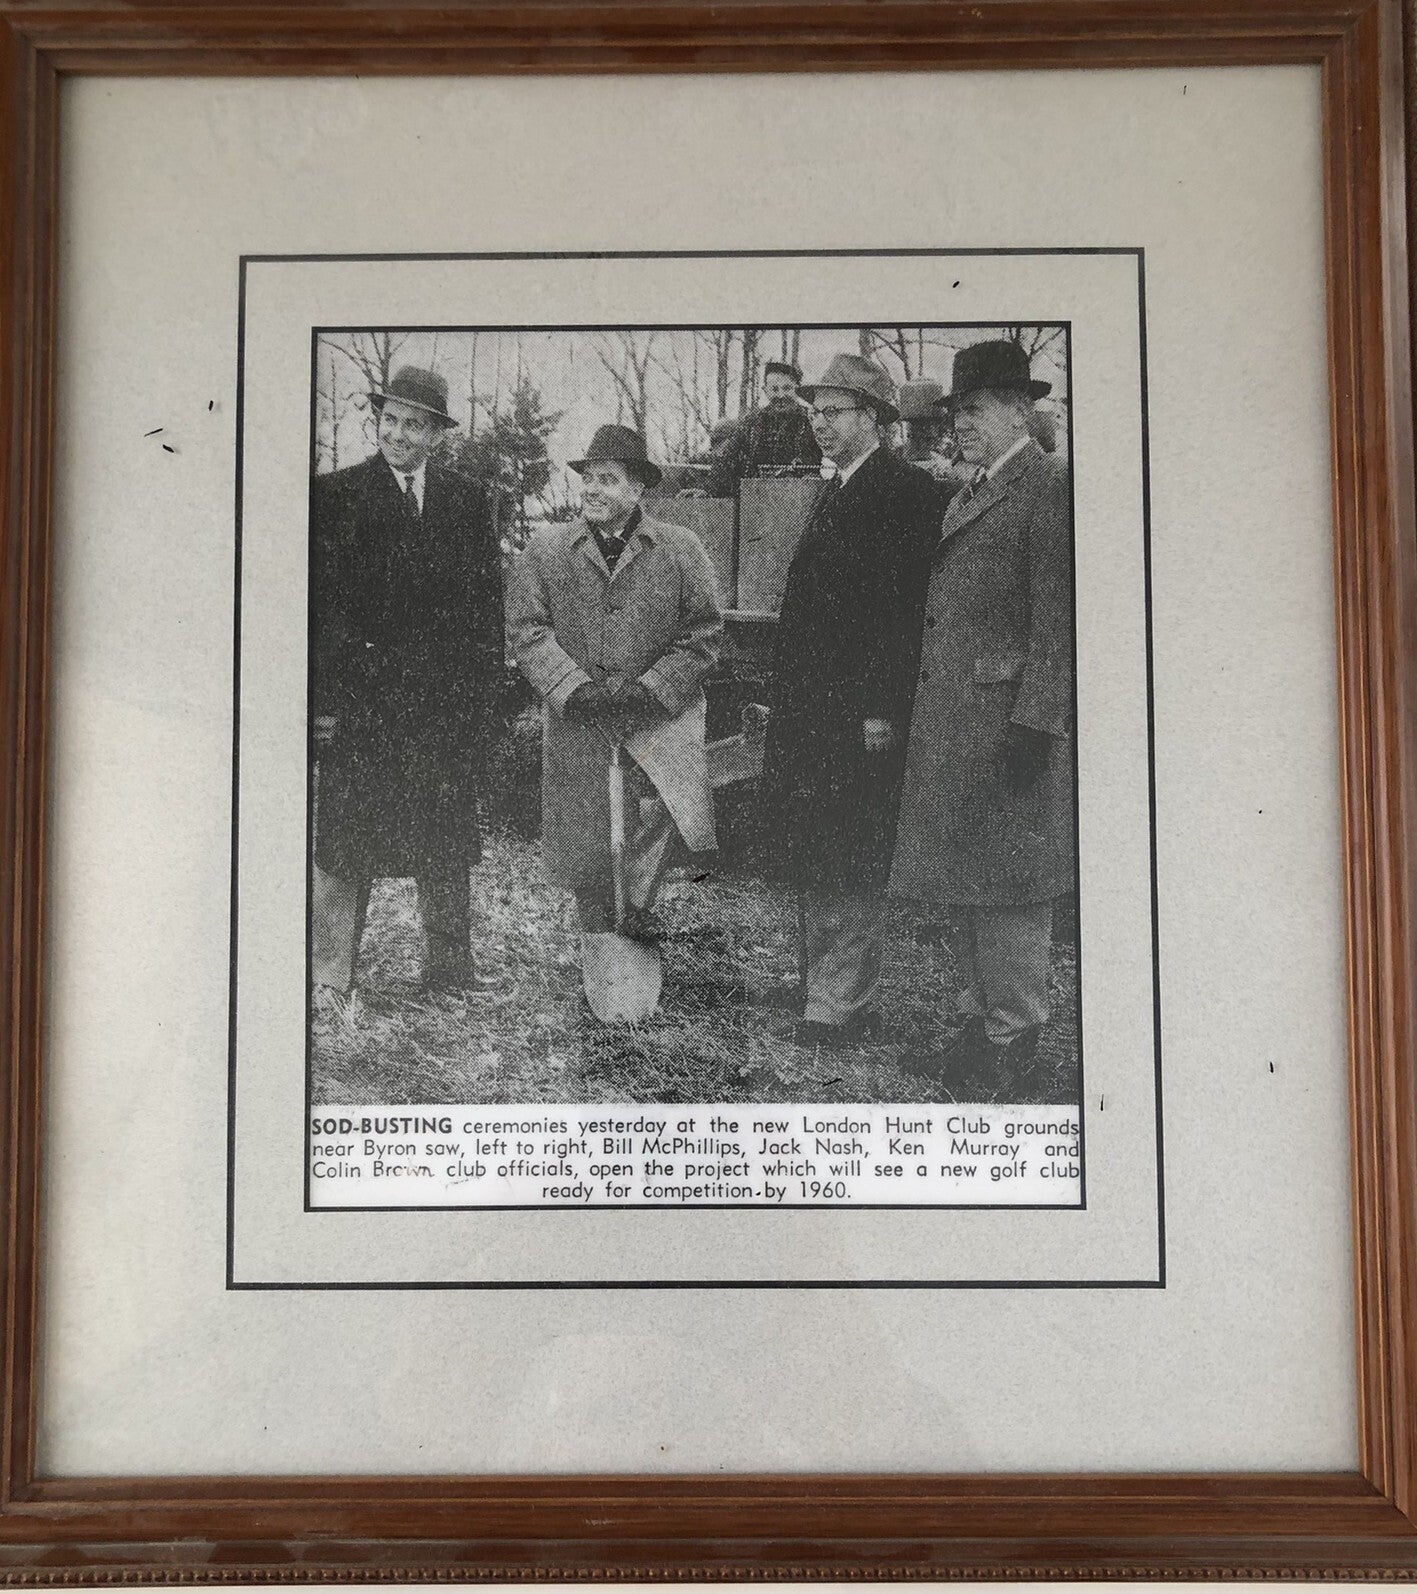 SOD-BUSTING ceremonies yesterday at the new London Hunt Club grounds
near Byron saw, left to right, Bill McPhillips, Jack Nash, Ken Murray and
Colin Brown club officials, open the project which will see a new golf club
ready for competition by 1960.